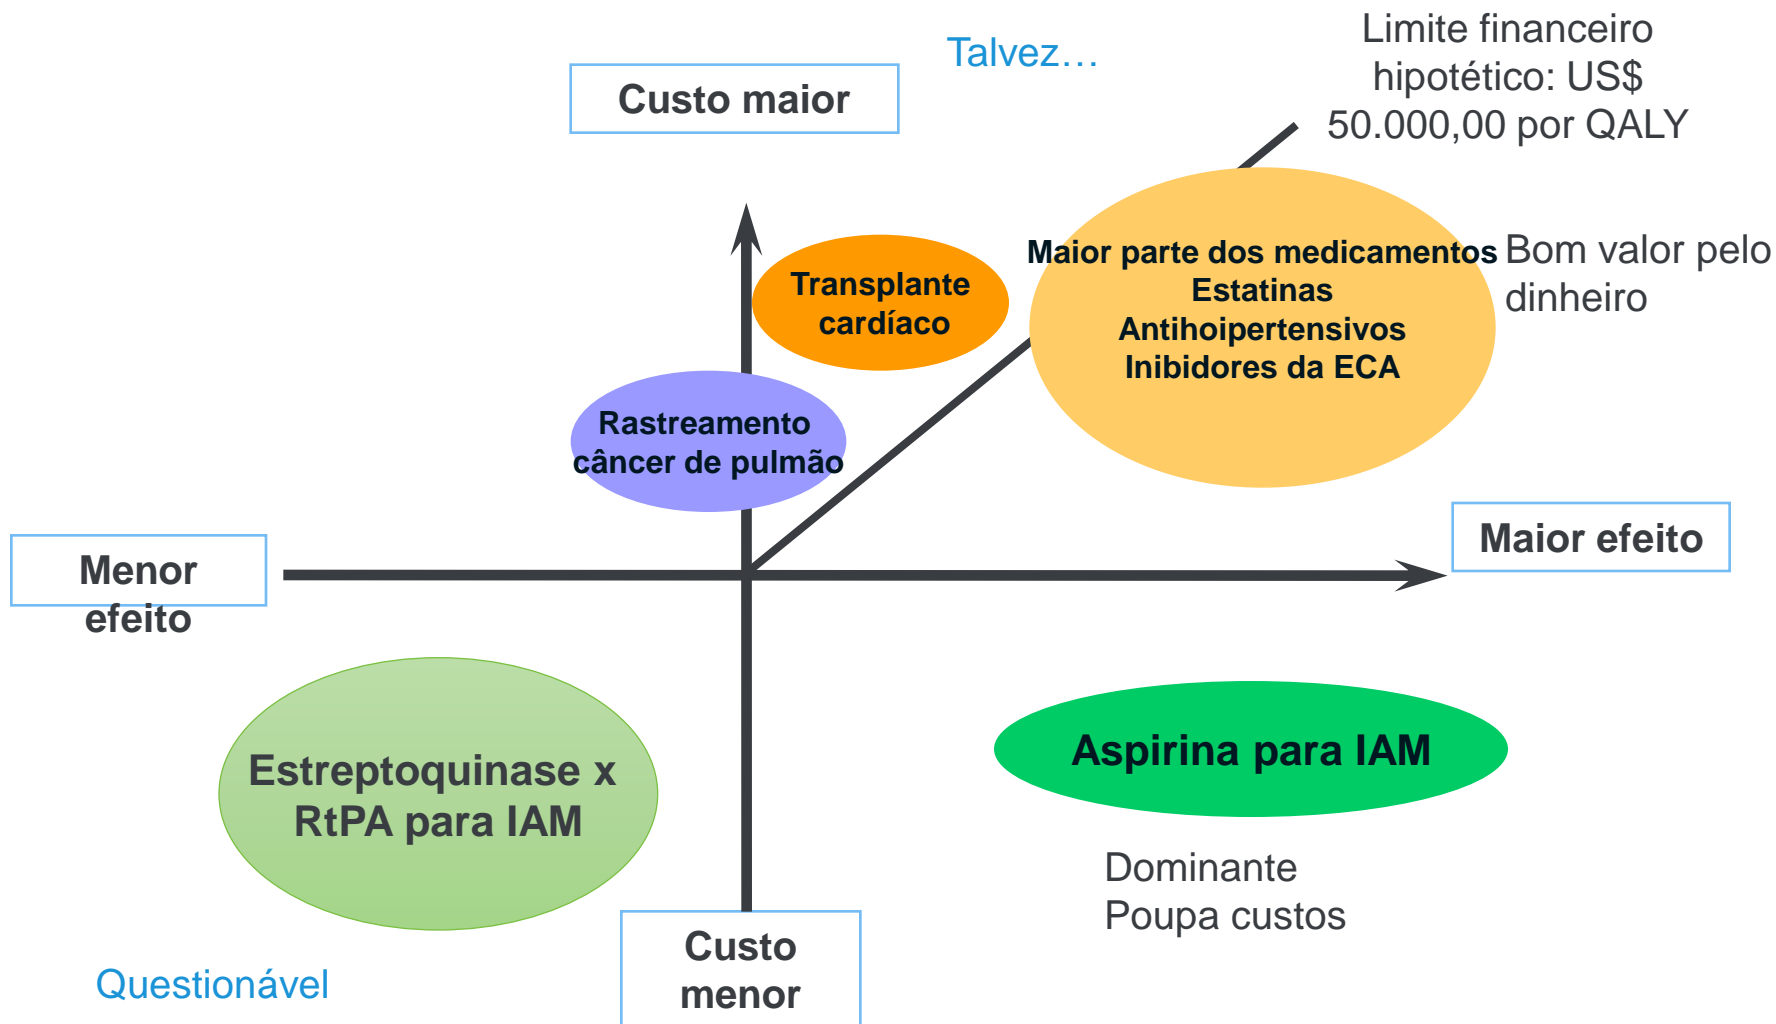 Talvez…
Limite financeiro
hipotético: US$
50.000,00 por QALY
Custo maior
Transplante
cardíaco
Maior parte dos medicamentos
Estatinas
Antihoipertensivos
Inibidores da ECA
Bom valor pelo
dinheiro
Rastreamento
câncer de pulmão
Menor
efeito
Maior efeito
Estreptoquinase x
RtPA para IAM
Aspirina para IAM
Dominante
Poupa custos
Custo
menor
Questionável